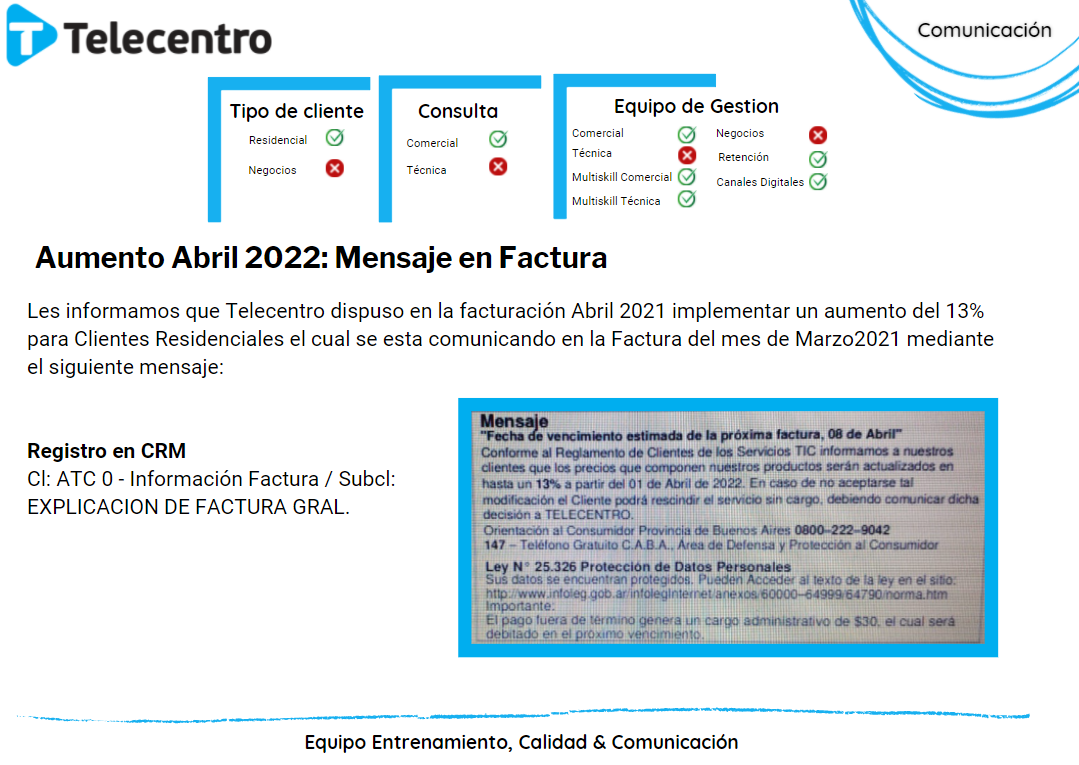 Telecentro
Comunicación
Tipo de cliente
Residencial
Negocios
Consulta
Comercial
Técnica
Equipo de Gestion
Comercial
Técnica
Multiskill Comercial
Multiskill Técnica
Negocios
Retención
Canales Digitales
Aumento Abril 2022: Mensaje en Factura
Les informamos que Telecentro dispuso en la facturación Abril 2021 implementar un aumento del 13%
para Clientes Residenciales el cual se esta comunicando en la Factura del mes de Marzo2021 mediante
el siguiente mensaje:
Registro en CRM
Cl: ATC 0 - Información Factura / Subcl:
EXPLICACION DE FACTURA GRAL.
Mensaje
"Fecha de vencimiento estimada de la próxima factura, 08 de Abril"
Conforme al Reglamento de Clientes de los Servicios TIC informamos a nuestros
clientes que los precios que componen nuestros productos serán actualizados en
hasta un 13% a partir del 01 de Abril de 2022. En caso de no aceptarse tal
modificación el Cliente podrá rescindir el servicio sin cargo, debiendo comunicar dicha
decisión a TELECENTRO.
Orientación al Consumidor Provincia de Buenos Aires 0800-222-9042
147 - Teléfono Gratuito C.A.B.A., Área de Defensa y Protección al Consumidor
Ley N° 25.326 Protección de Datos Personales
Sus datos se encuentran protegidos. Pueden Acceder al texto de la ley en el sitio:
http://www.infoleg.gob.ar/infolegInternet/anexos/60000-64999/64790/norma.htm
Importante:
El pago fuera de término genera un cargo administrativo de $30, el cual será
debitado en el próximo vencimiento.
Equipo Entrenamiento, Calidad & Comunicación